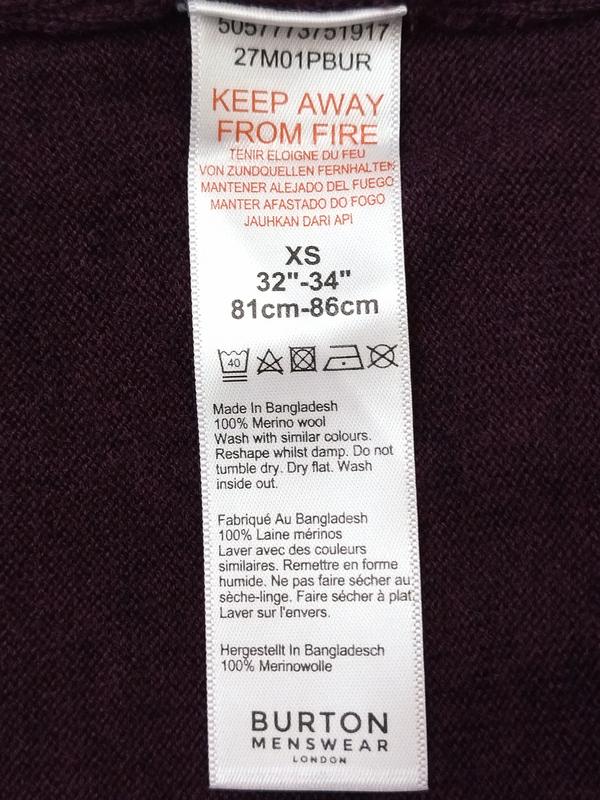 5057773751917
27M01PBUR
KEEP AWAY
FROM FIRE
TENIR ELOIGNE DU FEU
VON ZUNDQUELLEN FERNHALTEN
MANTENER ALEJADO DEL FUEGO
MANTER AFASTADO DO FOGO
JAUHKAN DARI API
XS
32"-34"
81cm-86cm
40
Made In Bangladesh
100% Merino wool
Wash with similar colours.
Reshape whilst damp. Do not
tumble dry. Dry flat. Wash
inside out.
Fabriqué Au Bangladesh
100% Laine mérinos
Laver avec des couleurs
similaires. Remettre en forme
humide. Ne pas faire sécher au
sèche-linge. Faire sécher à plat.
Laver sur l'envers.
Hergestellt In Bangladesch
100% Merinowolle
BURTON
MENSWEAR
LONDON